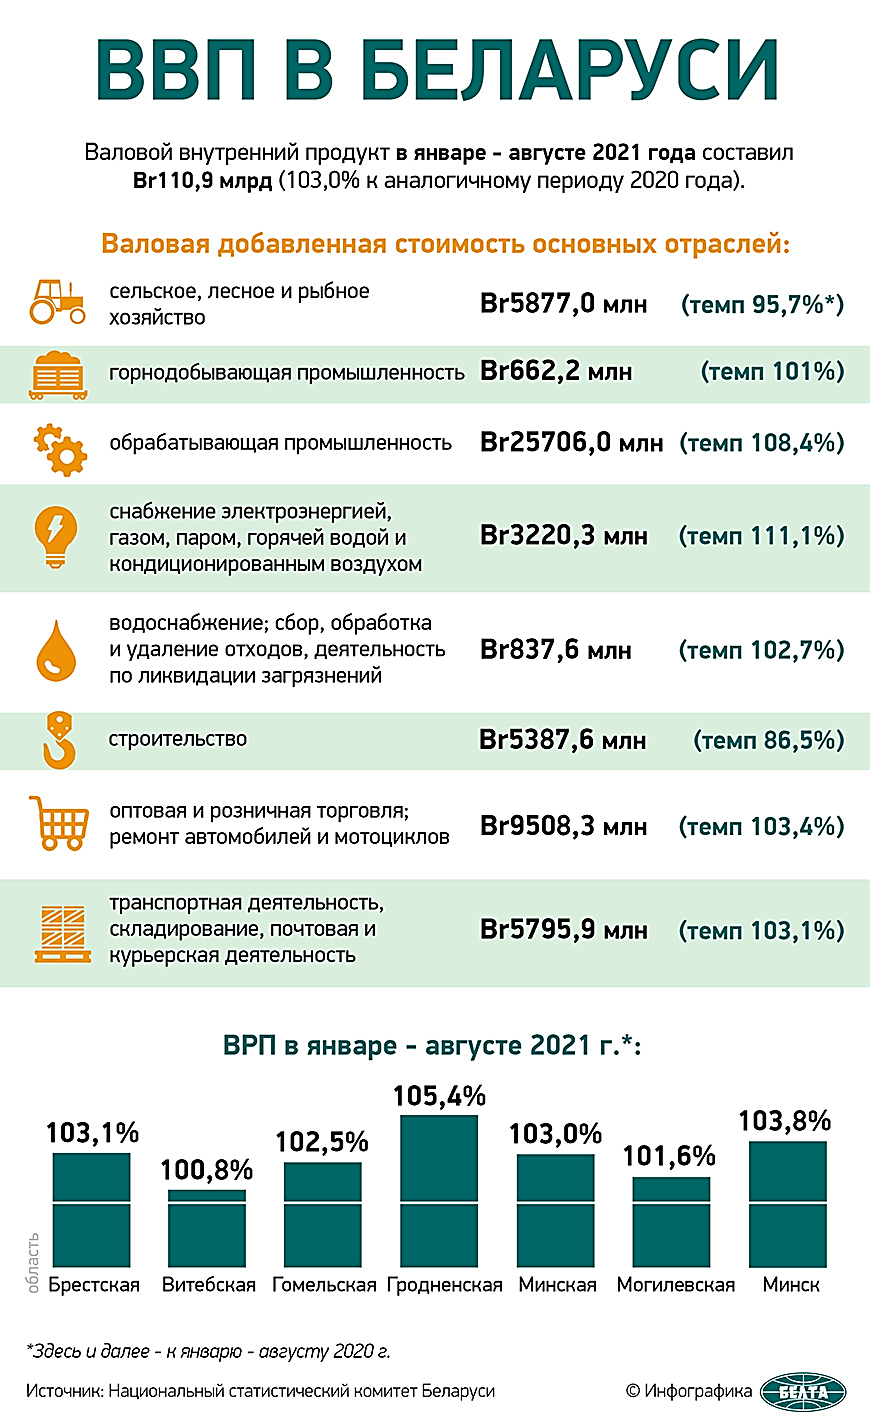 ВВП В БЕЛАРУСИ
Валовой внутренний продукт в январе - августе 2021 года составил
Br110,9 млрд (103,0% к аналогичному периоду 2020 года).
Валовая добавленная стоимость основных отраслей:
сельское, лесное и рыбное
хозяйство
Br5877,0 млн (темп 95,7%*)
горнодобывающая промышленность Br662,2 млн (темп 101%)
обрабатывающая промышленность Br25706,0 млн (темп 108,4%)
снабжение электроэнергией,
газом, паром, горячей водой и
кондиционированным воздухом
Br3220,3 млн (темп 111,1%)
водоснабжение; сбор, обработка
и удаление отходов, деятельность
по ликвидации загрязнений
Br837,6 млн (темп 102,7%)
строительство Br5387,6 млн (темп 86,5%)
оптовая и розничная торговля;
ремонт автомобилей и мотоциклов
Br9508,3 млн (темп 103,4%)
транспортная деятельность,
складирование, почтовая и
курьерская деятельность
Br5795,9 млн (темп 103,1%)
ВРП в январе - августе 2021 г.*:
103,1% 100,8% 102,5% 105,4% 103,0% 101,6% 103,8%
область
Брестская Витебская Гомельская Гродненская Минская Могилевская Минск
*Здесь и далее - к январю - августу 2020 г.
Источник: Национальный статистический комитет Беларуси
© Инфографика БЕЛТА